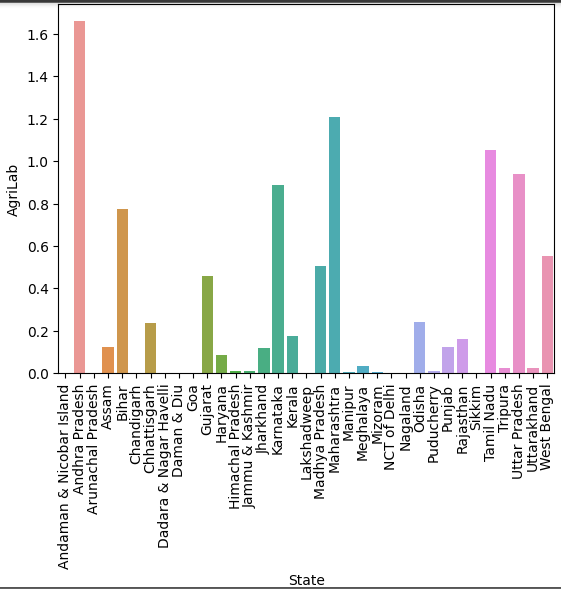 1.6
1.4
1.2
1.0
0.8
0.6
0.4
0.2
0.0
AgriLab
Andaman & Nicobar Island
Andhra Pradesh
Arunachal Pradesh
Assam
Bihar
Chandigarh
Chhattisgarh
Dadara & Nagar Havelli
Daman & Diu
Goa
Gujarat
Haryana
Himachal Pradesh
Jammu & Kashmir
Jharkhand
Karnataka
Kerala
Lakshadweep
Madhya Pradesh
Maharashtra
Manipur
Meghalaya
Mizoram
NCT of Delhi
Nagaland
Odisha
Puducherry
Punjab
Rajasthan
Sikkim
Tamil Nadu
Tripura
Uttar Pradesh
Uttarakhand
West Bengal
State